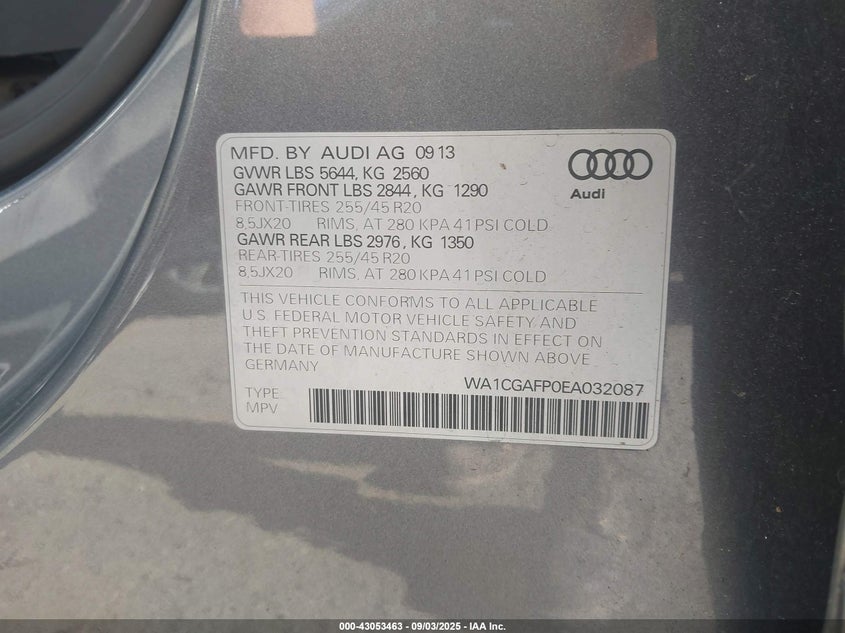 MFD. BY AUDI AG 09 13
GVWR LBS 5644, KG 2560
GAWR FRONT LBS 2844, KG 1290
FRONT-TIRES 255/45 R20
8,5JX20 RIMS, AT 280 KPA 41 PSI COLD
GAWR REAR LBS 2976, KG 1350
REAR-TIRES 255/45 R20
8,5JX20 RIMS, AT 280 KPA 41 PSI COLD
Audi
THIS VEHICLE CONFORMS TO ALL APPLICABLE
U.S. FEDERAL MOTOR VEHICLE SAFETY AND
THEFT PREVENTION STANDARDS IN EFFECT ON
THE DATE OF MANUFACTURE SHOWN ABOVE
GERMANY
WA1CGAFP0EA032087
TYPE
MPV
000-43053463 - 09/03/2025 - IAA Inc.